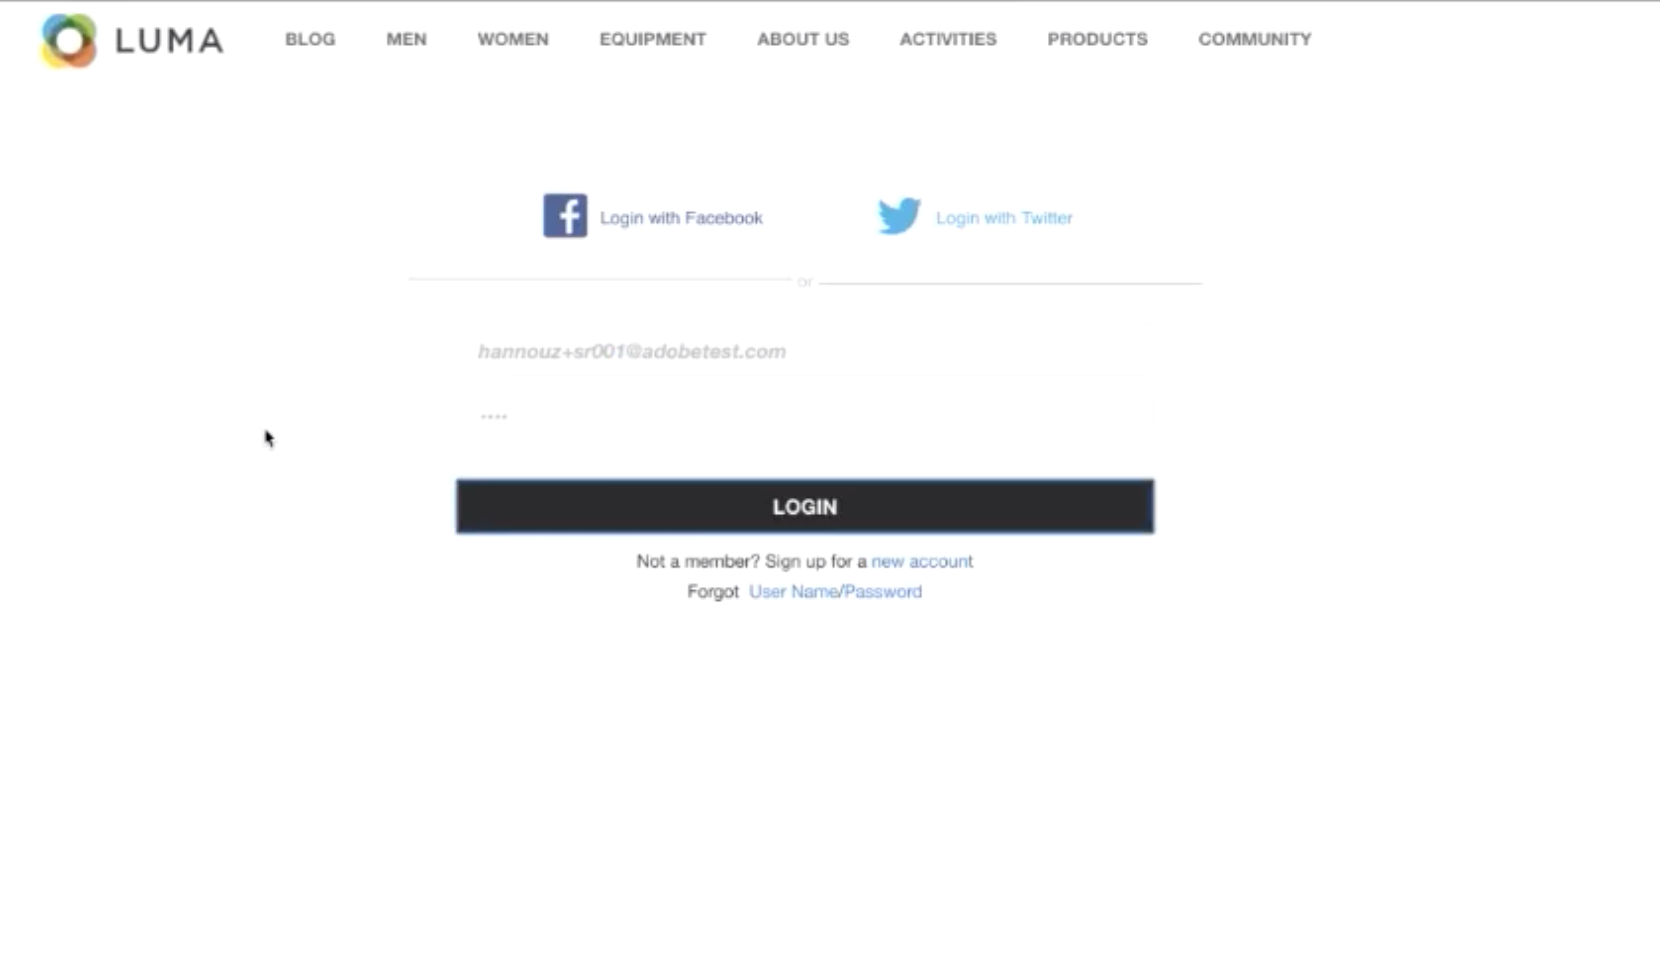 LUMA BLOG MEN WOMEN EQUIPMENT ABOUT US ACTIVITIES PRODUCTS COMMUNITY
Login with Facebook Login with Twitter
or
hannouz+sr001@adobetest.com
····
LOGIN
Not a member? Sign up for a new account
Forgot User Name/Password